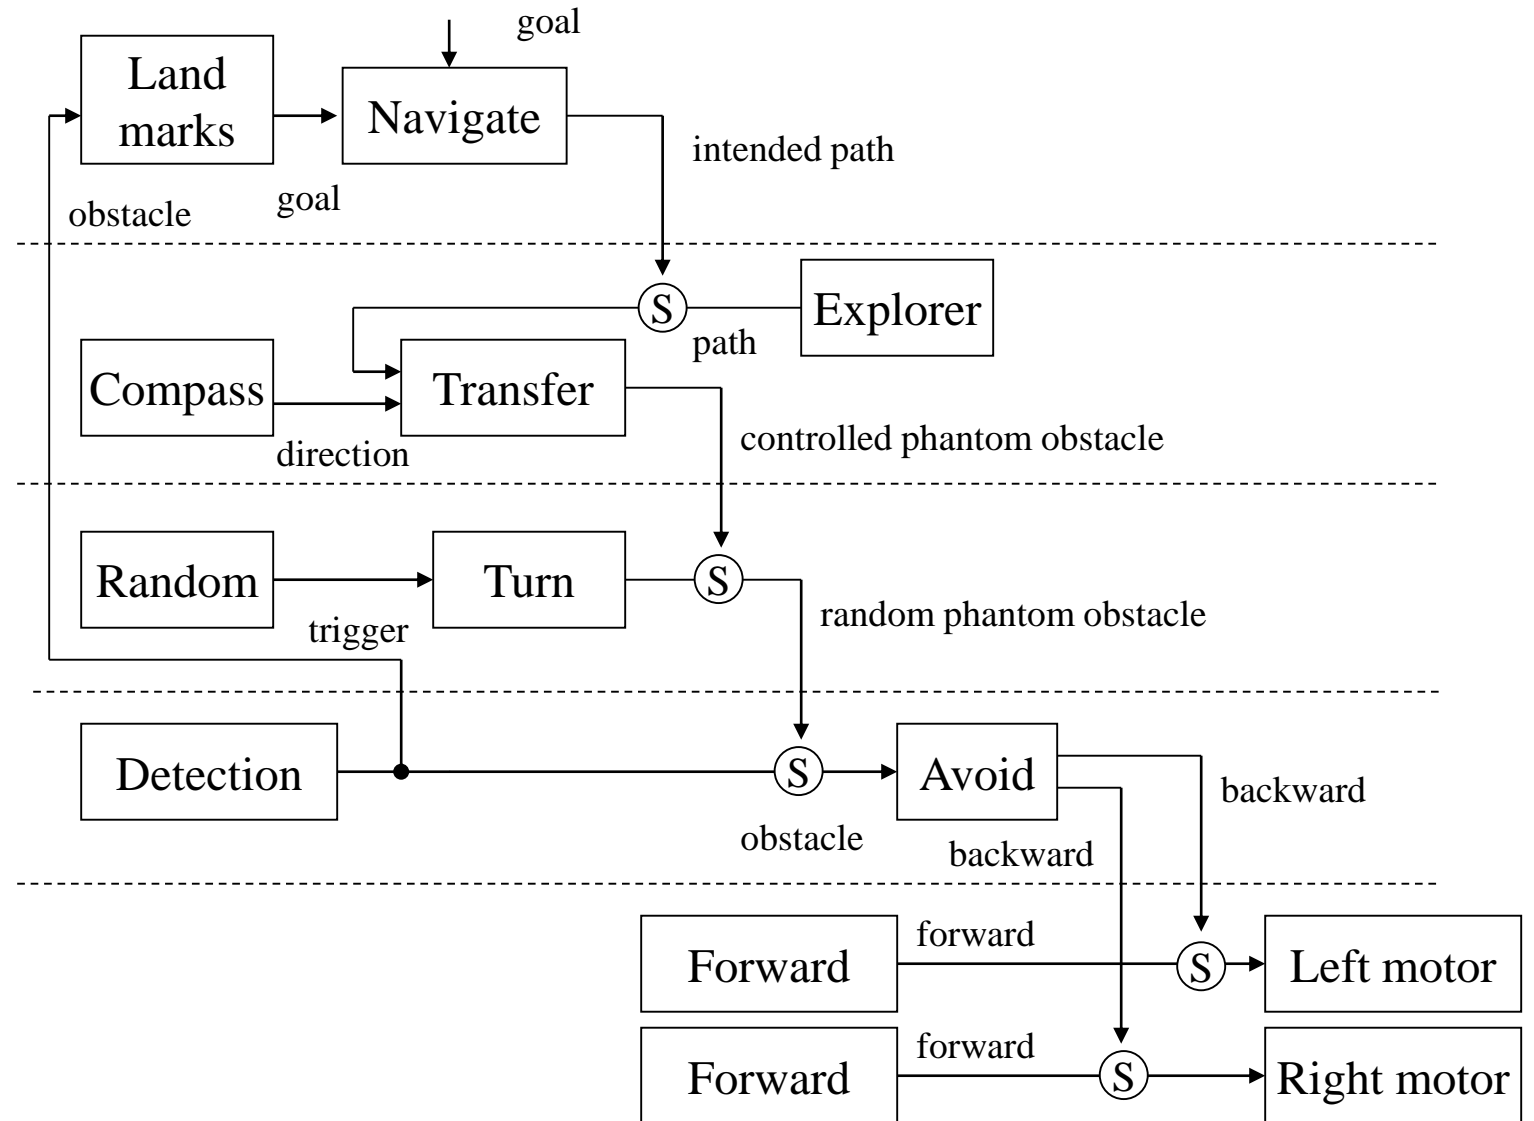 goal
Land
marks
Navigate
intended path
goal
obstacle
S
Explorer
path
Compass
Transfer
direction
controlled phantom obstacle
Random
Turn
S
trigger
random phantom obstacle
Detection
S
Avoid
backward
obstacle
backward
Forward
forward
S
Left motor
Forward
forward
S
Right motor